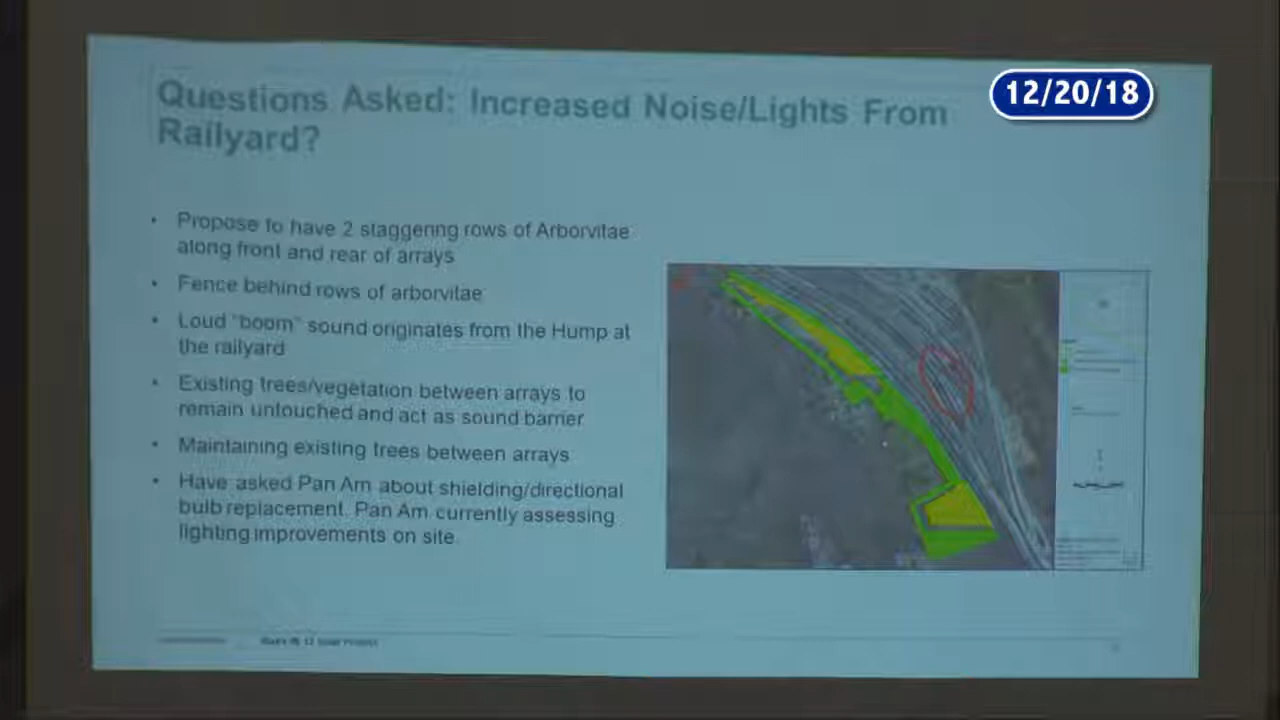 Questions Asked: Increased Noise/Lights From
Railyard?
12/20/18
• Propose to have 2 staggering rows of Arborvitae
along front and rear of arrays
• Fence behind rows of arborvitae
• Loud "boom" sound originates from the Hump at
the railyard
• Existing trees/vegetation between arrays to
remain untouched and act as sound barrier
• Maintaining existing trees between arrays
• Have asked Pan Am about shielding/directional
bulb replacement. Pan Am currently assessing
lighting improvements on site.